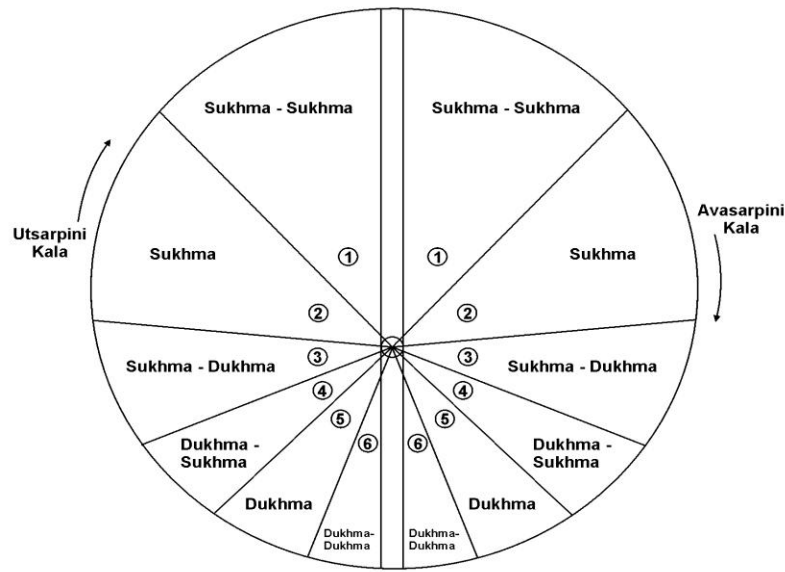 Sukhma - Sukhma
Sukhma - Sukhma
Utsarpini
Kala
Avasarpini
Kala
Sukhma
1
1
Sukhma
2
2
Sukhma - Dukhma
3
3
Sukhma - Dukhma
4
4
Dukhma -
Sukhma
5
5
Dukhma -
Sukhma
6
6
Dukhma
Dukhma
Dukhma-
Dukhma
Dukhma-
Dukhma